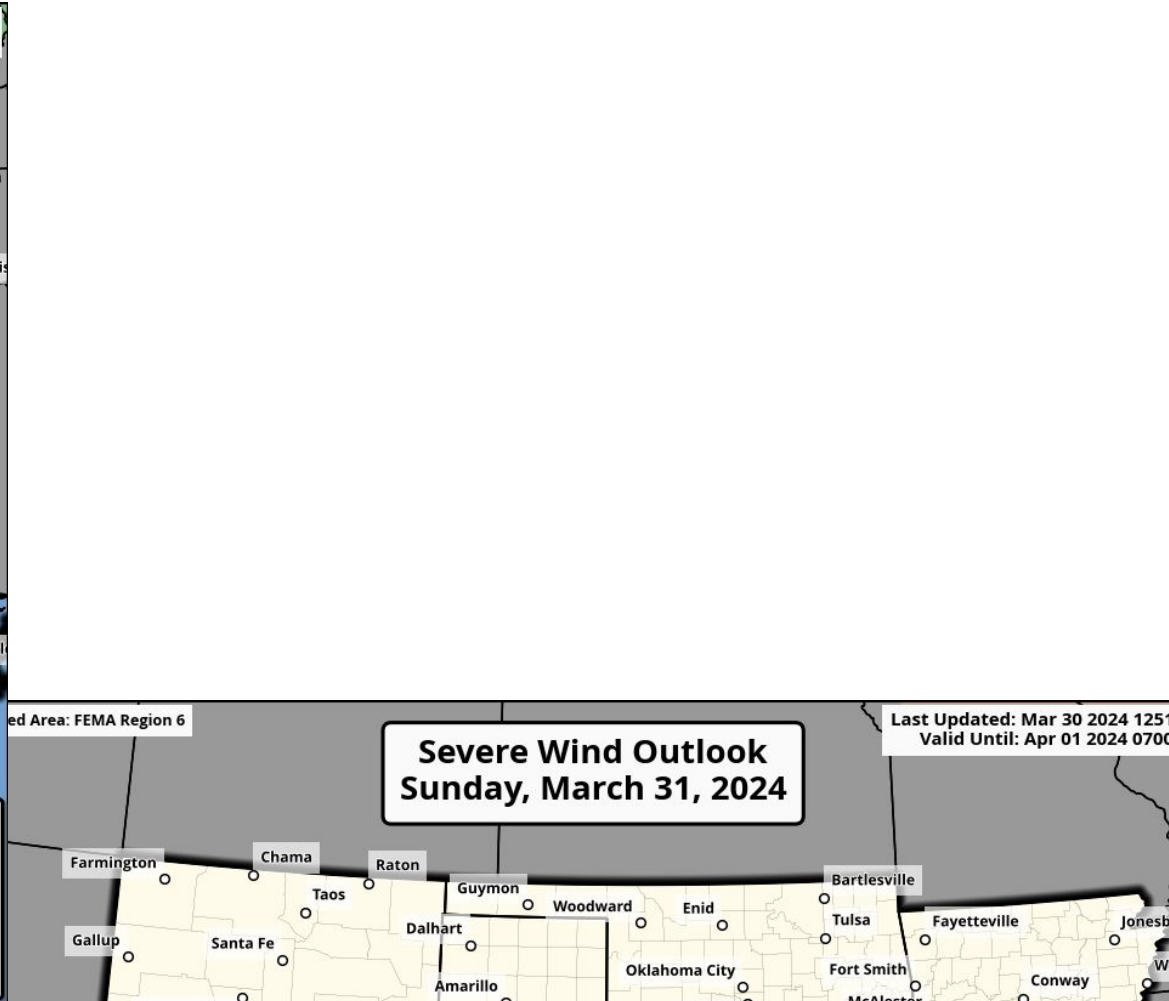 ed Area: FEMA Region 6
Severe Wind Outlook
Sunday, March 31, 2024
Last Updated: Mar 30 2024 1251
Valid Until: Apr 01 2024 0700
Farmington
Chama
Raton
Taos
Guymon
Woodward
Enid
Bartlesville
Tulsa
Fayetteville
Jonesb
Gallup
Santa Fe
Dalhart
Amarillo
Oklahoma City
Fort Smith
McAlester
Conway
W